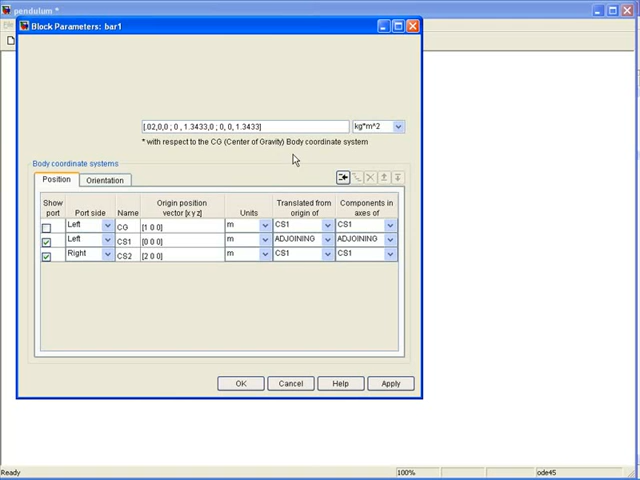 pendulum *
Block Parameters: bar1
[.02,0,0 ; 0 , 1.3433,0 ; 0, 0, 1.3433]
kg*m^2
* with respect to the CG (Center of Gravity) Body coordinate system
Body coordinate systems
Position Orientation
Show port Port side Name Origin position vector [x y z] Units Translated from origin of Components in axes of
Left CG [1 0 0] m CS1 CS1
Left CS1 [0 0 0] m ADJOINING ADJOINING
Right CS2 [2 0 0] m CS1 CS1
OK Cancel Help Apply
Ready 100% ode45